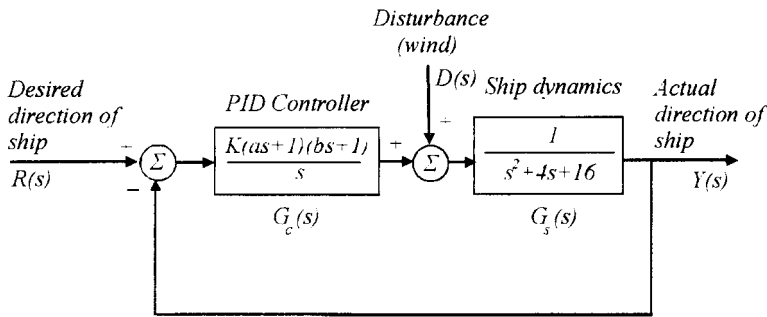 Disturbance
(wind)
D(s)
Desired
direction of
ship
PID Controller
Ship dynamics
Actual
direction of
ship
+
+
+
K(as+1)(bs+1)
s
1
s²+4s+16
Σ
Σ
R(s)
−
G_c(s)
G_s(s)
Y(s)